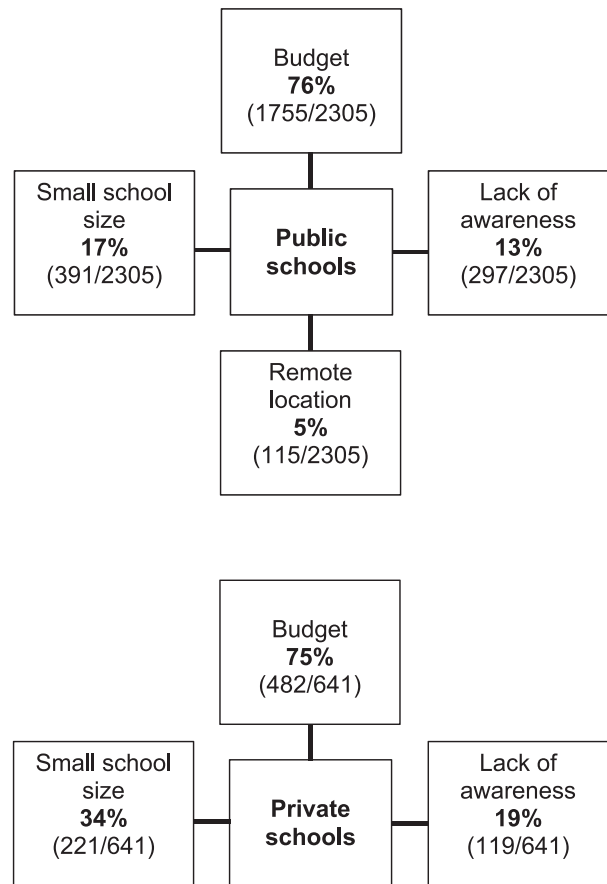 Budget
76%
(1755/2305)
Small school
size
17%
(391/2305)
Public
schools
Lack of
awareness
13%
(297/2305)
Remote
location
5%
(115/2305)
Budget
75%
(482/641)
Small school
size
34%
(221/641)
Private
schools
Lack of
awareness
19%
(119/641)